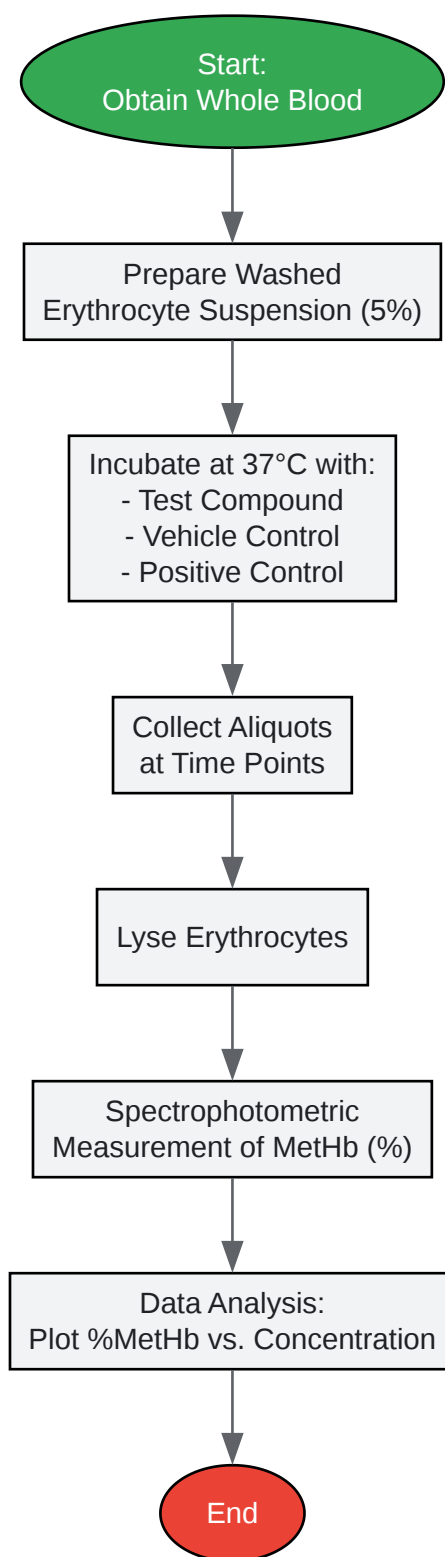 Start:
Obtain Whole Blood
Prepare Washed
Erythrocyte Suspension (5%)
Incubate at 37°C with:
- Test Compound
- Vehicle Control
- Positive Control
Collect Aliquots
at Time Points
Lyse Erythrocytes
Spectrophotometric
Measurement of MetHb (%)
Data Analysis:
Plot %MetHb vs. Concentration
End